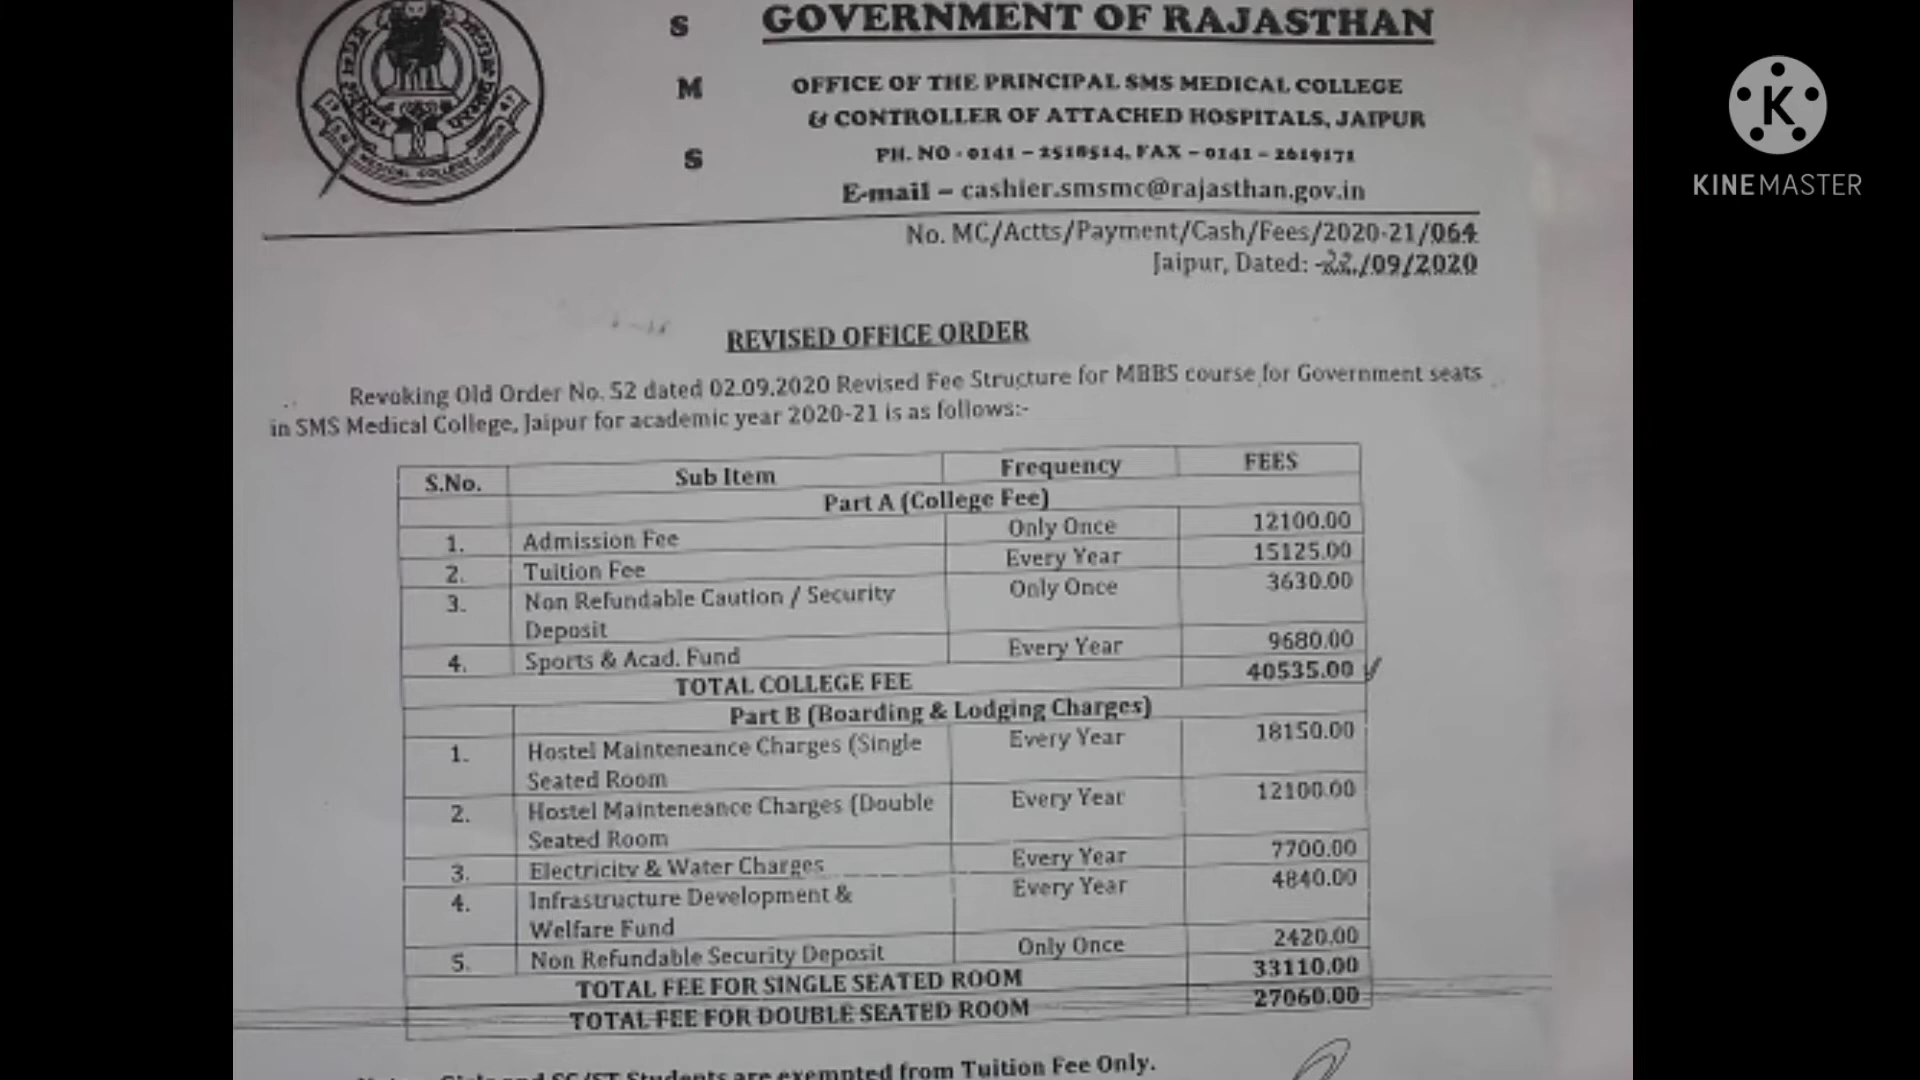 S
M
S
GOVERNMENT OF RAJASTHAN
OFFICE OF THE PRINCIPAL SMS MEDICAL COLLEGE
& CONTROLLER OF ATTACHED HOSPITALS, JAIPUR
PH. NO - 0141 - 2518514, FAX - 0141 - 2619171
E-mail - cashier.smsmc@rajasthan.gov.in
No. MC/Actts/Payment/Cash/Fees/2020-21/064
Jaipur, Dated: -22./09/2020
REVISED OFFICE ORDER
Revoking Old Order No. 52 dated 02.09.2020 Revised Fee Structure for MBBS course for Government seats
in SMS Medical College, Jaipur for academic year 2020-21 is as follows:-
S.No. Sub Item Frequency FEES
Part A (College Fee)
1. Admission Fee Only Once 12100.00
2. Tuition Fee Every Year 15125.00
3. Non Refundable Caution / Security Only Once 3630.00
Deposit
4. Sports & Acad. Fund Every Year 9680.00
TOTAL COLLEGE FEE 40535.00
Part B (Boarding & Lodging Charges)
1. Hostel Mainteneance Charges (Single Every Year 18150.00
Seated Room
2. Hostel Mainteneance Charges (Double Every Year 12100.00
Seated Room
3. Electricity & Water Charges Every Year 7700.00
4. Infrastructure Development & Every Year 4840.00
Welfare Fund
5. Non Refundable Security Deposit Only Once 2420.00
TOTAL FEE FOR SINGLE SEATED ROOM 33110.00
TOTAL FEE FOR DOUBLE SEATED ROOM 27060.00
SC/ST Students are exempted from Tuition Fee Only.
K
KINEMASTER